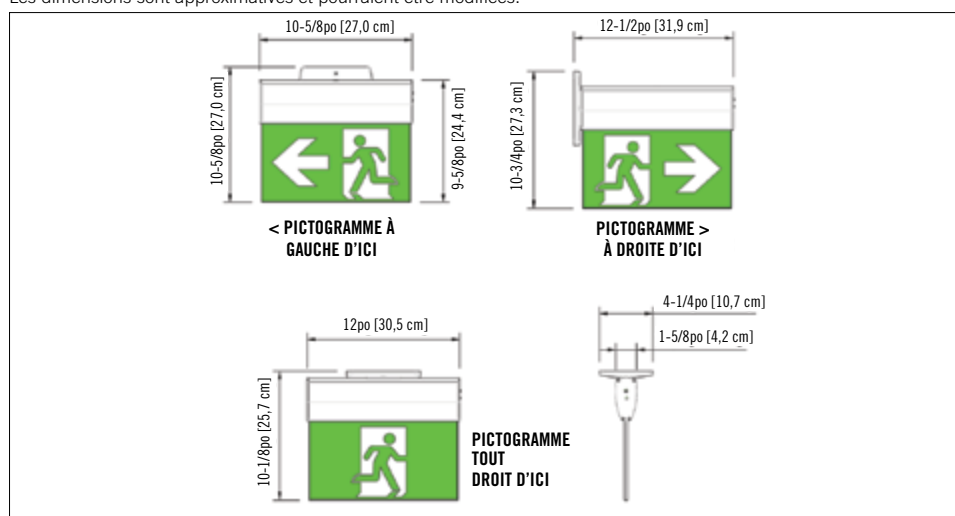 Les dimensions sont approximatives et pourraient être modifiées.
10-5/8po [27,0 cm]
12-1/2po [31,9 cm]
10-5/8po [27,0 cm]
9-5/8po [24,4 cm]
10-3/4po [27,3 cm]
< PICTOGRAMME À
GAUCHE D'ICI
PICTOGRAMME >
À DROITE D'ICI
4-1/4po [10,7 cm]
12po [30,5 cm]
1-5/8po [4,2 cm]
10-1/8po [25,7 cm]
PICTOGRAMME
TOUT
DROIT D'ICI